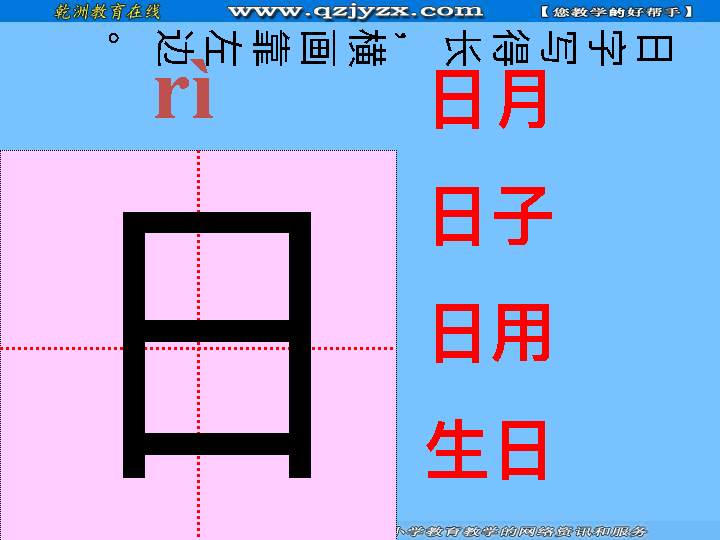 乾洲教育在线 www.qzjyzx.com 【您教学的好帮手】
日字写得长,横画靠左边。
rì
日
日月
日子
日用
生日
小学教育教学的网络资讯和服务